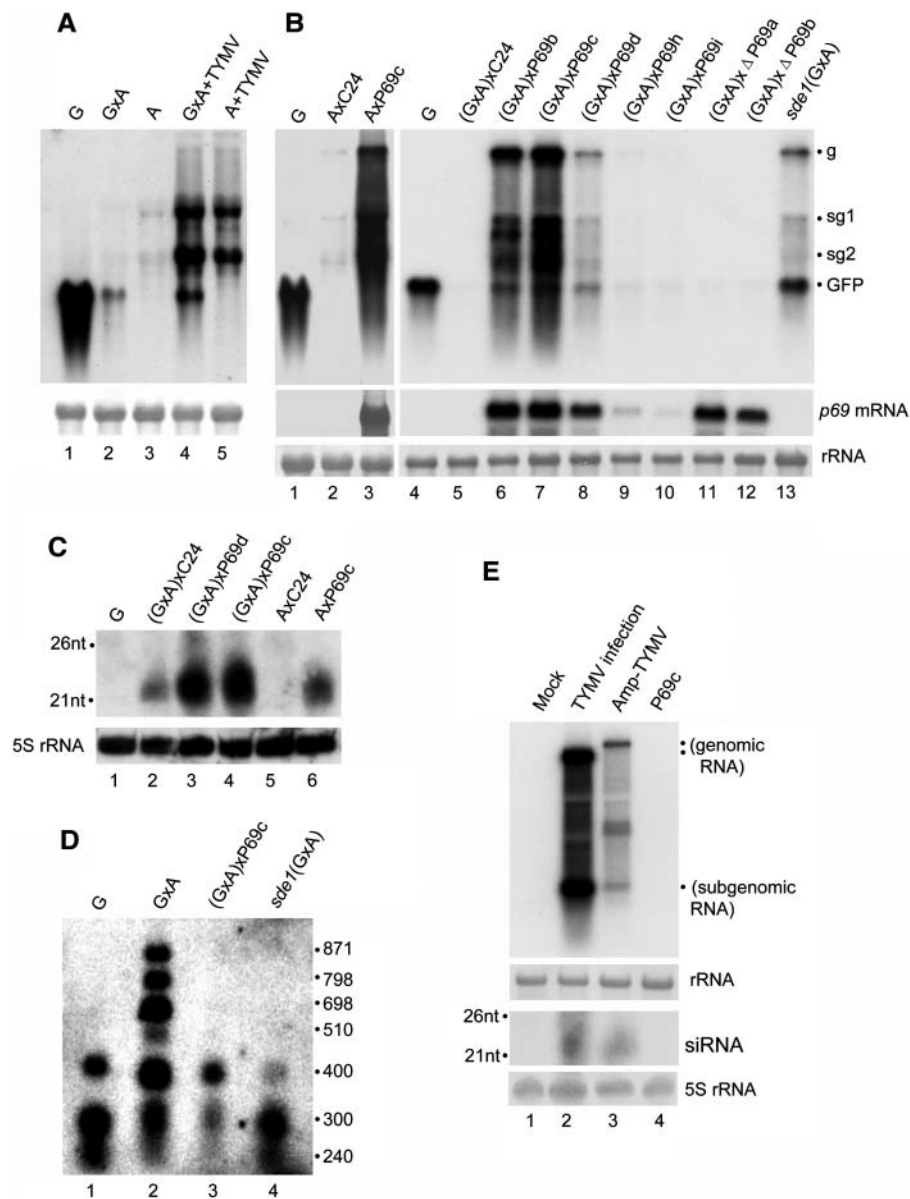 A
G
GxA
A
GxA+TYMV
A+TYMV
1 2 3 4 5
B
G
AxC24
AxP69c
G
(GxA)xC24
(GxA)xP69b
(GxA)xP69c
(GxA)xP69d
(GxA)xP69h
(GxA)xP69i
(GxA)x Δ P69a
(GxA)x Δ P69b
sde1(GxA)
• g
sg1
sg2
• GFP
p69 mRNA
rRNA
1 2 3 4 5 6 7 8 9 10 11 12 13
C
G
(GxA)xC24
(GxA)xP69d
(GxA)xP69c
AxC24
AxP69c
26nt •
21nt •
5S rRNA
1 2 3 4 5 6
D
G
GxA
(GxA)xP69c
sde1(GxA)
•871
•798
•698
•510
•400
•300
•240
1 2 3 4
E
Mock
TYMV infection
Amp-TYMV
P69c
• (genomic
RNA)
• (subgenomic
RNA)
rRNA
26nt •
21nt •
siRNA
5S rRNA
1 2 3 4